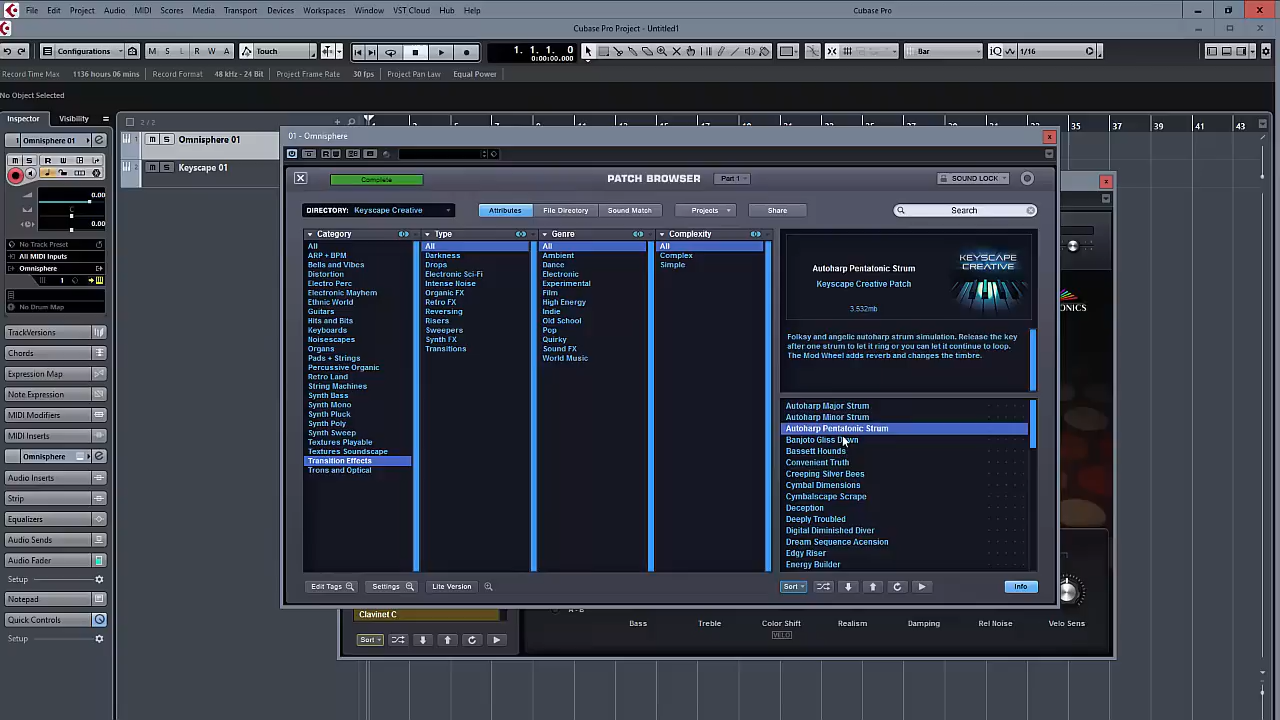 File Edit Project Audio MIDI Scores Media Transport Devices Workspaces Window VST Cloud Hub Help
Cubase Pro
Cubase Pro Project - Untitled1
Configurations M S L R W A Touch 1. 1. 1. 0 0:00:00.000 Bar iQ 1/16
Record Time Max 1136 hours 06 mins Record Format 48 kHz - 24 Bit Project Frame Rate 30 fps Project Pan Law Equal Power
No Object Selected
Inspector Visibility 2 / 2
35 37 39 41 43
1 Omnisphere 01
M S Omnisphere 01
M S Keyscape 01
0.00
0.00
No Track Preset
All MIDI Inputs
Omnisphere
1
No Drum Map
TrackVersions
Chords
Expression Map
Note Expression
MIDI Modifiers
MIDI Inserts
Omnisphere
Audio Inserts
Strip
Equalizers
Audio Sends
Audio Fader
Setup
Notepad
Quick Controls
Setup
01 - Omnisphere
Complete
PATCH BROWSER
Part 1
SOUND LOCK
DIRECTORY: Keyscape Creative
Attributes File Directory Sound Match Projects Share Search
Category
All
ARP + BPM
Bells and Vibes
Distortion
Electro Perc
Electronic Mayhem
Ethnic World
Guitars
Hits and Bits
Keyboards
Noisescapes
Organs
Pads + Strings
Percussive Organic
Retro Land
String Machines
Synth Bass
Synth Mono
Synth Pluck
Synth Poly
Synth Sweep
Textures Playable
Textures Soundscape
Transition Effects
Trons and Optical
Type
All
Darkness
Drops
Electronic Sci-Fi
Intense Noise
Organic FX
Retro FX
Reversing
Risers
Sweepers
Synth FX
Transitions
Genre
All
Ambient
Dance
Electronic
Experimental
Film
High Energy
Indie
Old School
Pop
Quirky
Sound FX
World Music
Complexity
All
Complex
Simple
Autoharp Pentatonic Strum
Keyscape Creative Patch
3.532mb
KEYSCAPE
CREATIVE
Folksy and angelic autoharp strum simulation. Release the key
after one strum to let it ring or you can let it continue to loop.
The Mod Wheel adds reverb and changes the timbre.
Autoharp Major Strum
Autoharp Minor Strum
Autoharp Pentatonic Strum
Banjoto Gliss Down
Bassett Hounds
Convenient Truth
Creeping Silver Bees
Cymbal Dimensions
Cymbalscape Scrape
Deception
Deeply Troubled
Digital Diminished Diver
Dream Sequence Acension
Edgy Riser
Energy Builder
Edit Tags Settings Lite Version Sort Info
ONICS
Clavinet C
Sort
A - B
Bass Treble Color Shift Realism Damping Rel Noise Velo Sens
VELO